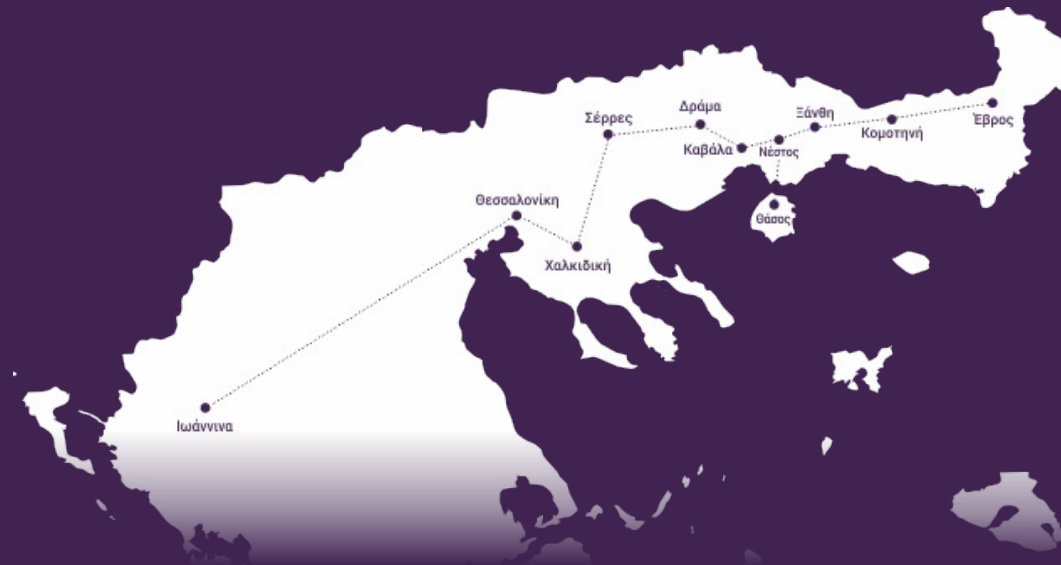 Δράμα
Ξάνθη
Σέρρες
Έβρος
Κομοτηνή
Καβάλα
Νέστος
Θεσσαλονίκη
Θάσος
Χαλκιδική
Ιωάννινα